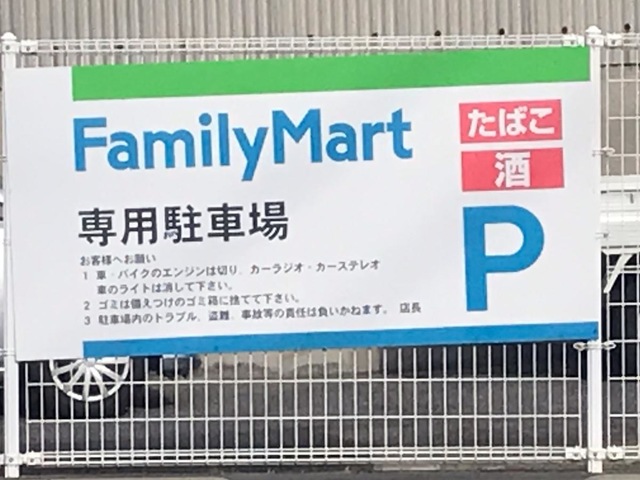 FamilyMart
たばこ
酒
専用駐車場
P
お客様へお願い
1 車・バイクのエンジンは切り、カーラジオ・カーステレオ
車のライトは消して下さい。
2 ゴミは備えつけのゴミ箱に捨てて下さい。
3 駐車場内のトラブル、盗難、事故等の責任は負いかねます。 店長